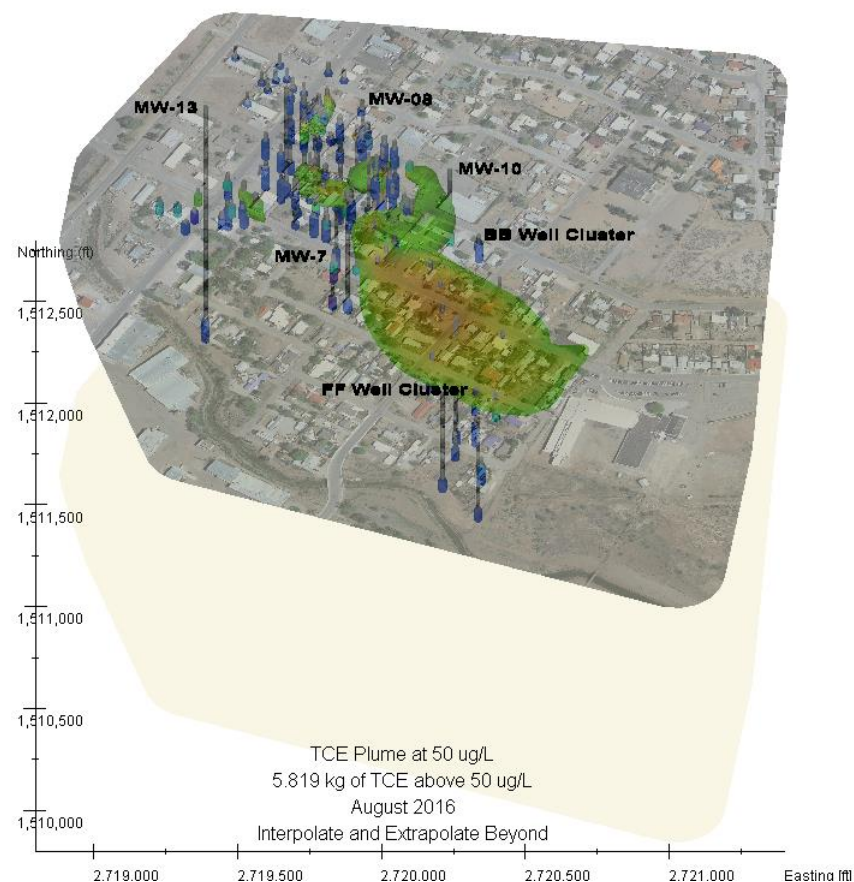 MW-13
MW-08
MW-10
BB Well Cluster
MW-7
Northing (ft)
1,512,500
FF Well Cluster
1,512,000
1,511,500
1,511,000
1,510,500
TCE Plume at 50 ug/L
5.819 kg of TCE above 50 ug/L
August 2016
1,510,000
Interpolate and Extrapolate Beyond
2,719,000 2,719,500 2,720,000 2,720,500 2,721,000 Easting (ft)